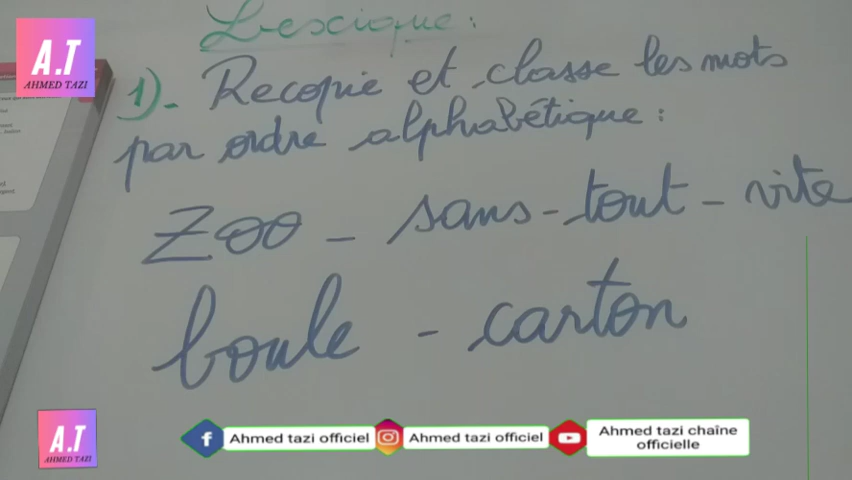 A.T
AHMED TAZI
Lexique :
1)- Recopie et classe les mots
par ordre alphabétique :
Zoo - sans - tout - vite
boule - carton
A.T
AHMED TAZI
Ahmed tazi officiel
Ahmed tazi officiel
Ahmed tazi chaîne
officielle